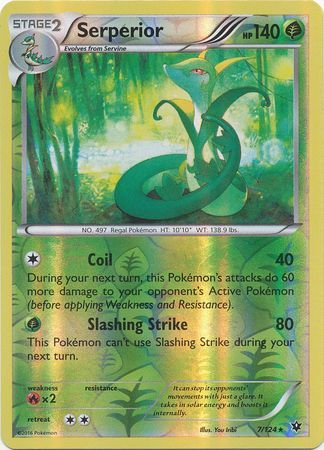 STAGE2
Serperior
HP140
Evolves from Servine
NO. 497 Regal Pokémon HT: 10'10" WT: 138.9 lbs.
Coil 40
During your next turn, this Pokémon's attacks do 60
more damage to your opponent's Active Pokémon
(before applying Weakness and Resistance).
Slashing Strike 80
This Pokémon can't use Slashing Strike during your
next turn.
weakness
×2
resistance
retreat
It can stop its opponents'
movements with just a glare. It
takes in solar energy and boosts it
internally.
©2016 Pokémon
Illus. You Iribi
7/124 ★